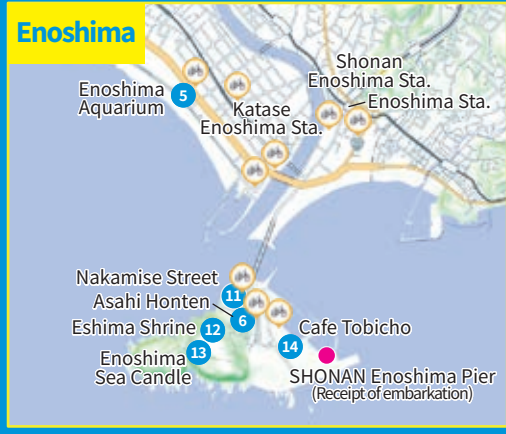 Enoshima
Shonan
Enoshima Sta.
Enoshima Sta.
Enoshima
Aquarium
5
Katase
Enoshima Sta.
Nakamise Street
11
Asahi Honten
6
Eshima Shrine
12
Cafe Tobicho
14
Enoshima
Sea Candle
13
SHONAN Enoshima Pier
(Receipt of embarkation)